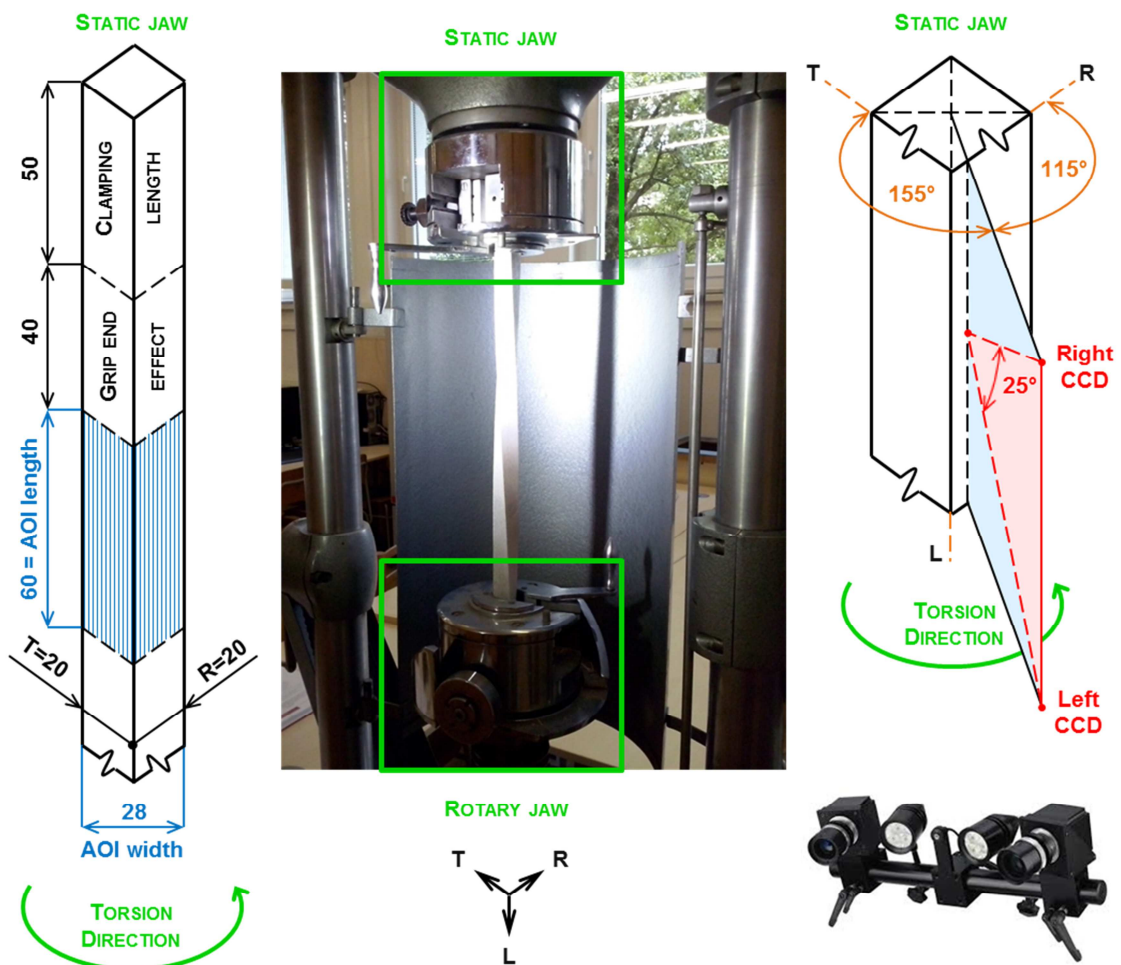 STATIC JAW
50
CLAMPING
LENGTH
40
GRIP END
EFFECT
60 = AOI length
T=20
R=20
28
AOI width
TORSION
DIRECTION
STATIC JAW
ROTARY JAW
T
R
L
STATIC JAW
T
R
155°
115°
Right
CCD
25°
L
TORSION
DIRECTION
Left
CCD